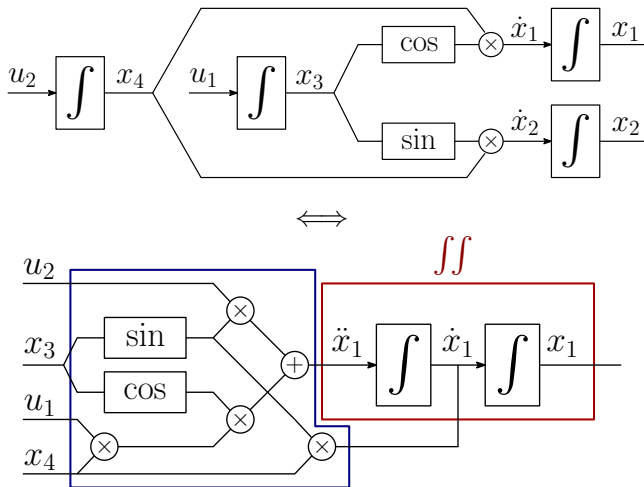 ẋ₁ x₁
cos ×
u₂ ∫ x₄ u₁ ∫ x₃ ∫
ẋ₂ x₂
sin × ∫
⟺
∬
u₂
×
sin
x₃ + ẍ₁ ∫ ẋ₁ ∫ x₁
cos
u₁ ×
× ×
x₄